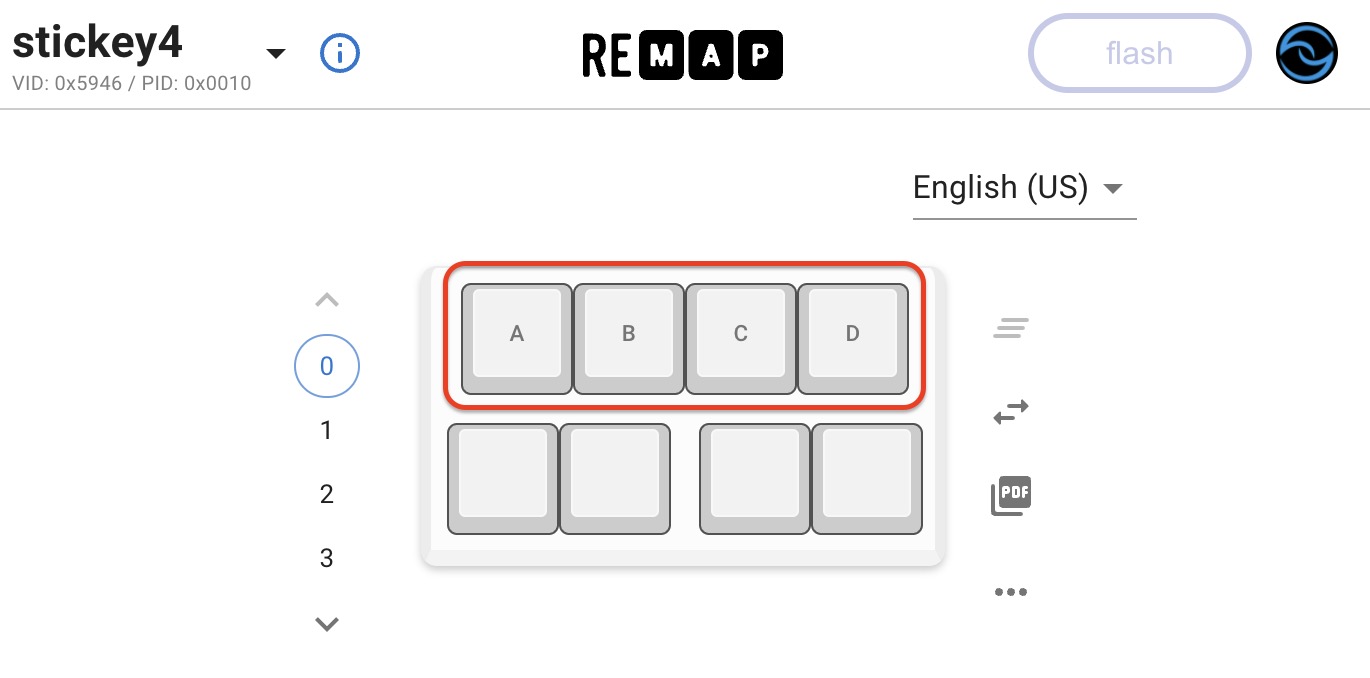 stickey4
VID: 0x5946 / PID: 0x0010
REMAP
flash
English (US)
A B C D
0
1
2
3
PDF